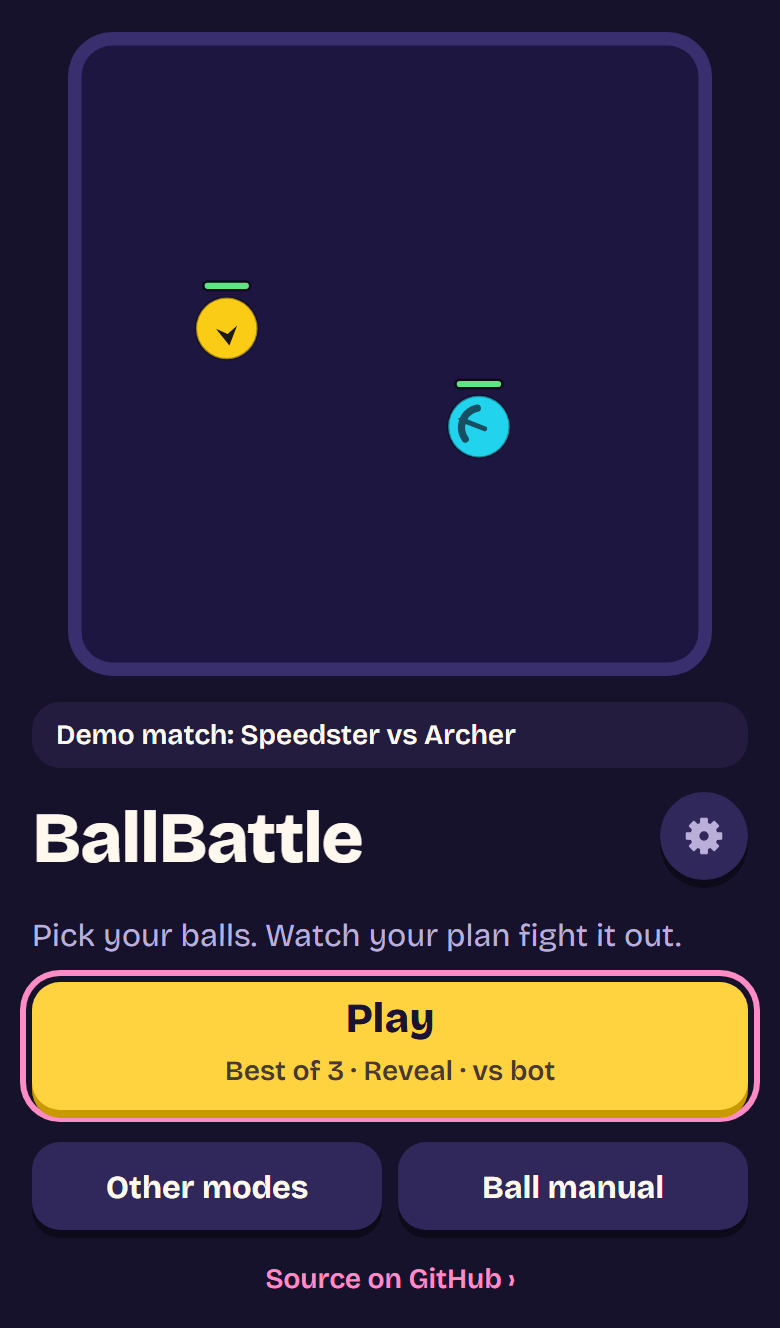 Demo match: Speedster vs Archer
BallBattle
Pick your balls. Watch your plan fight it out.
Play
Best of 3 · Reveal · vs bot
Other modes
Ball manual
Source on GitHub ›